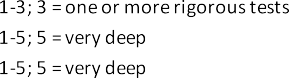 1-3; 3 = one or more rigorous tests
1-5; 5 = very deep
1-5; 5 = very deep